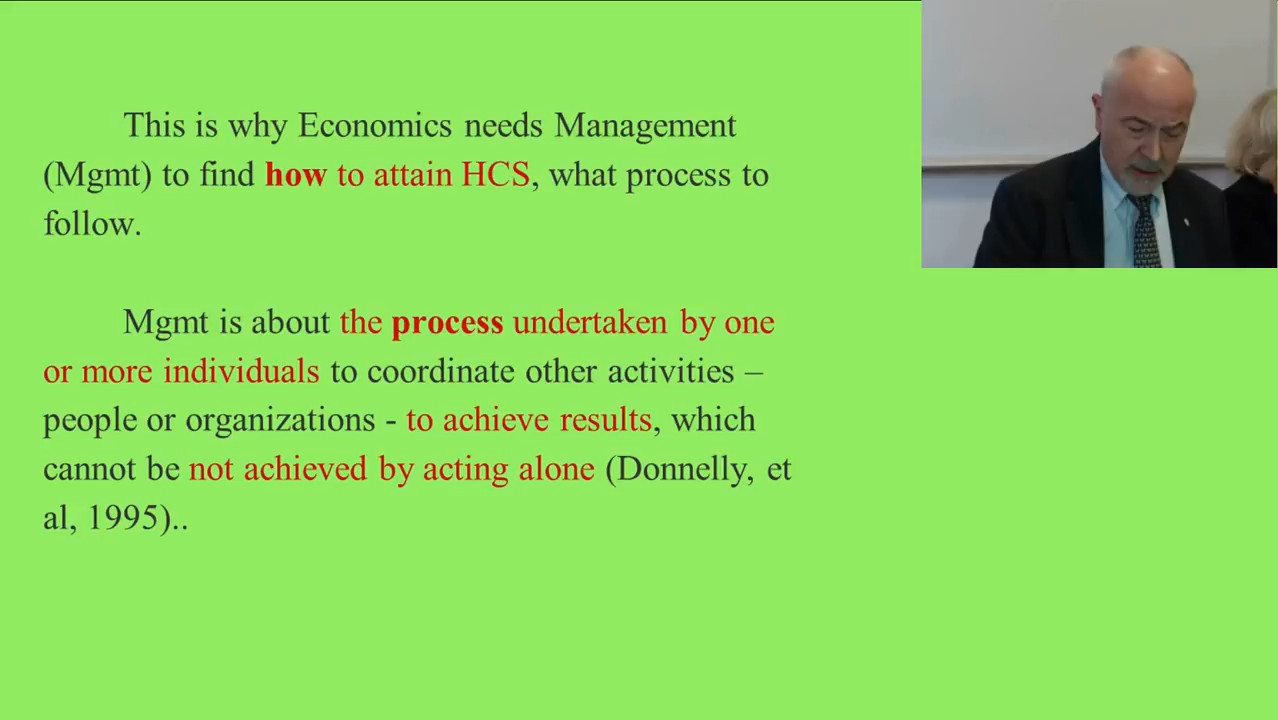 This is why Economics needs Management
(Mgmt) to find how to attain HCS, what process to
follow.
Mgmt is about the process undertaken by one
or more individuals to coordinate other activities –
people or organizations - to achieve results, which
cannot be not achieved by acting alone (Donnelly, et
al, 1995)..